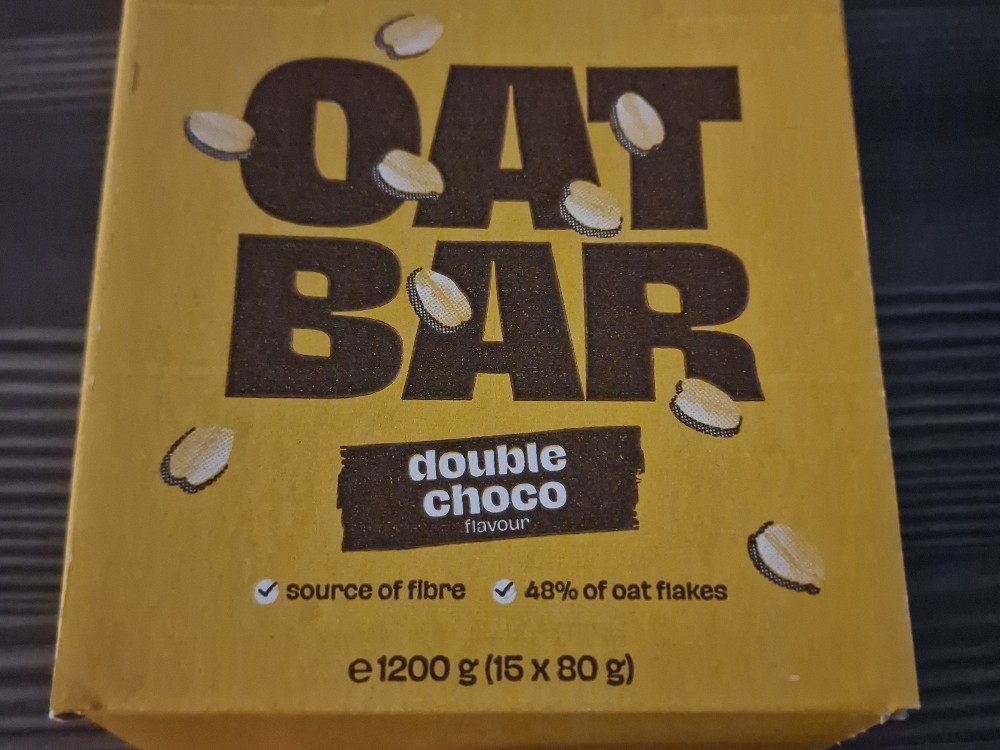 OAT
BAR
double
choco
flavour
source of fibre 48% of oat flakes
e 1200 g (15 x 80 g)